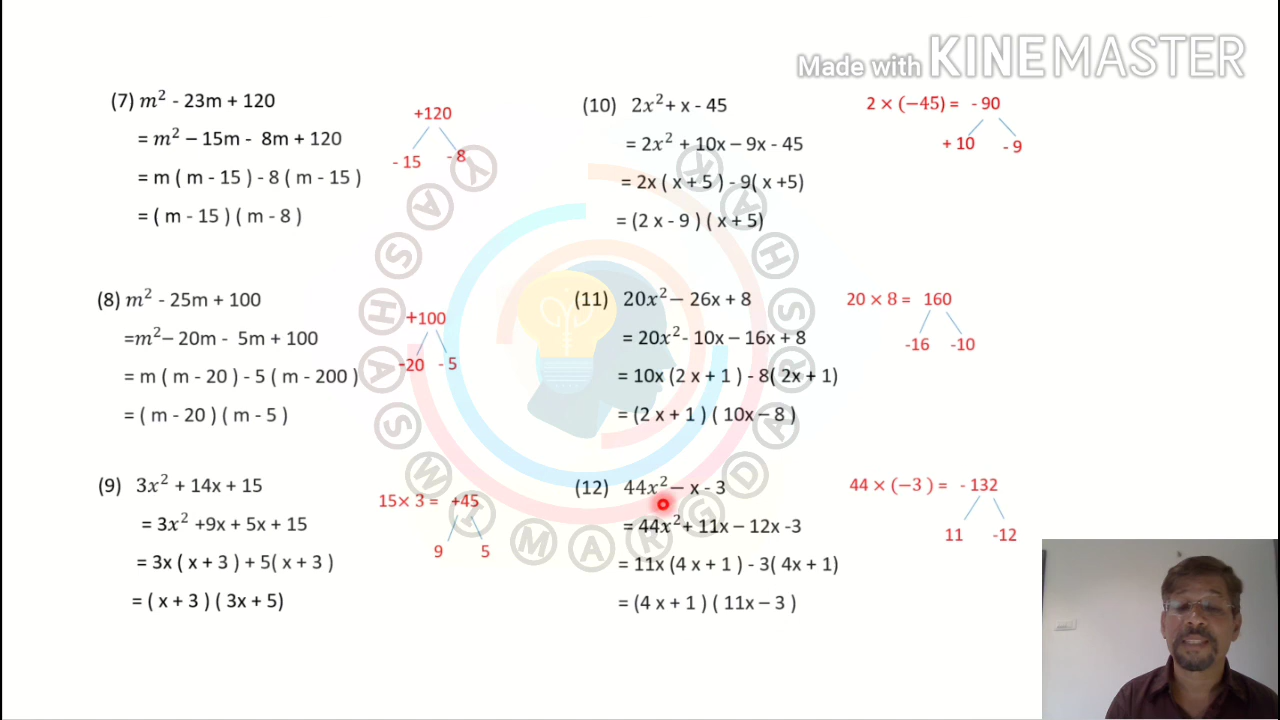 Made with KINEMASTER
(7) m² - 23m + 120
= m² – 15m - 8m + 120
= m ( m - 15 ) - 8 ( m - 15 )
= ( m - 15 ) ( m - 8 )
+120
- 15 - 8
(8) m² - 25m + 100
=m² – 20m - 5m + 100
= m ( m - 20 ) - 5 ( m - 200 )
= ( m - 20 ) ( m - 5 )
+100
-20 - 5
(9) 3x² + 14x + 15
= 3x² +9x + 5x + 15
= 3x ( x + 3 ) + 5( x + 3 )
= ( x + 3 ) ( 3x + 5)
15× 3 = +45
9 5
(10) 2x²+ x - 45
= 2x² + 10x – 9x - 45
= 2x ( x + 5 ) - 9( x +5)
= (2 x - 9 ) ( x + 5)
2 × (−45) = - 90
+ 10 - 9
(11) 20x² – 26x + 8
= 20x² - 10x – 16x + 8
= 10x (2 x + 1 ) - 8( 2x + 1)
= (2 x + 1 ) ( 10x – 8 )
20 × 8 = 160
-16 -10
(12) 44x² – x - 3
= 44x²+ 11x – 12x -3
= 11x (4 x + 1 ) - 3( 4x + 1)
= (4 x + 1 ) ( 11x – 3 )
44 × (−3 ) = - 132
11 -12
YASHASSWI MARGDARSHAK